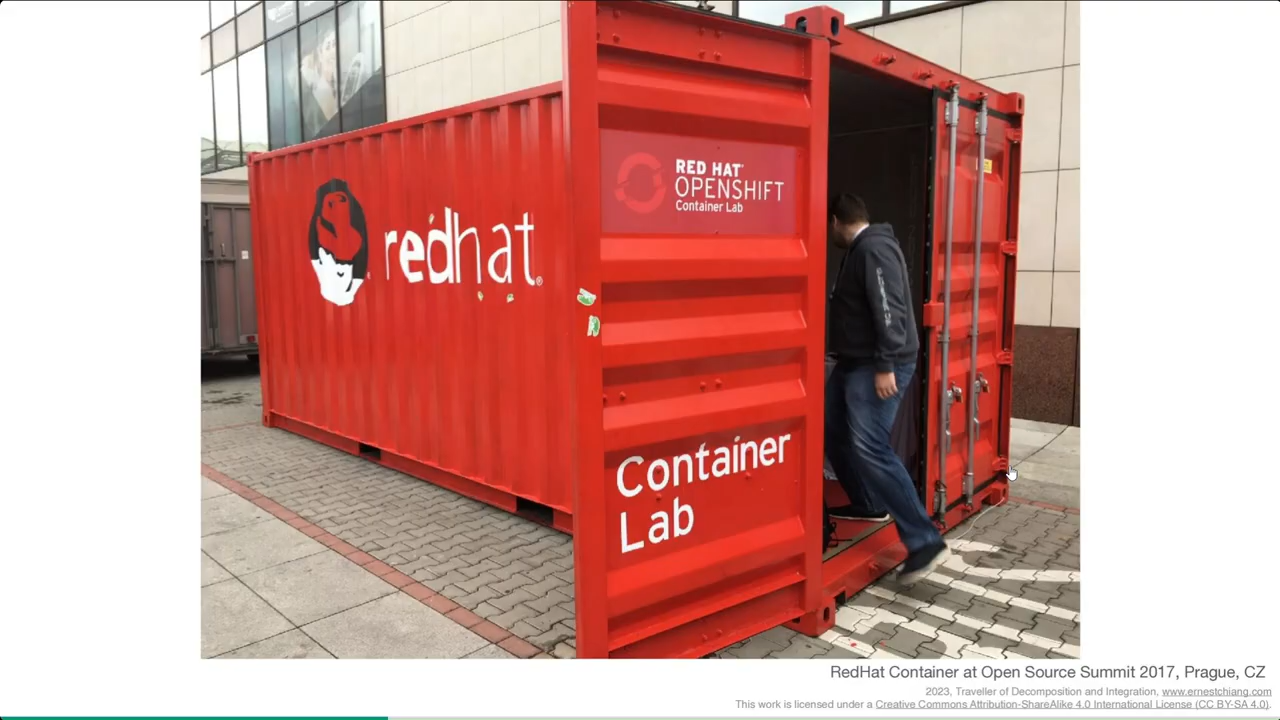 redhat®
RED HAT®
OPENSHIFT
Container Lab
Container
Lab
RedHat Container at Open Source Summit 2017, Prague, CZ
2023, Traveller of Decomposition and Integration, www.ernestchiang.com
This work is licensed under a Creative Commons Attribution-ShareAlike 4.0 International License (CC BY-SA 4.0).